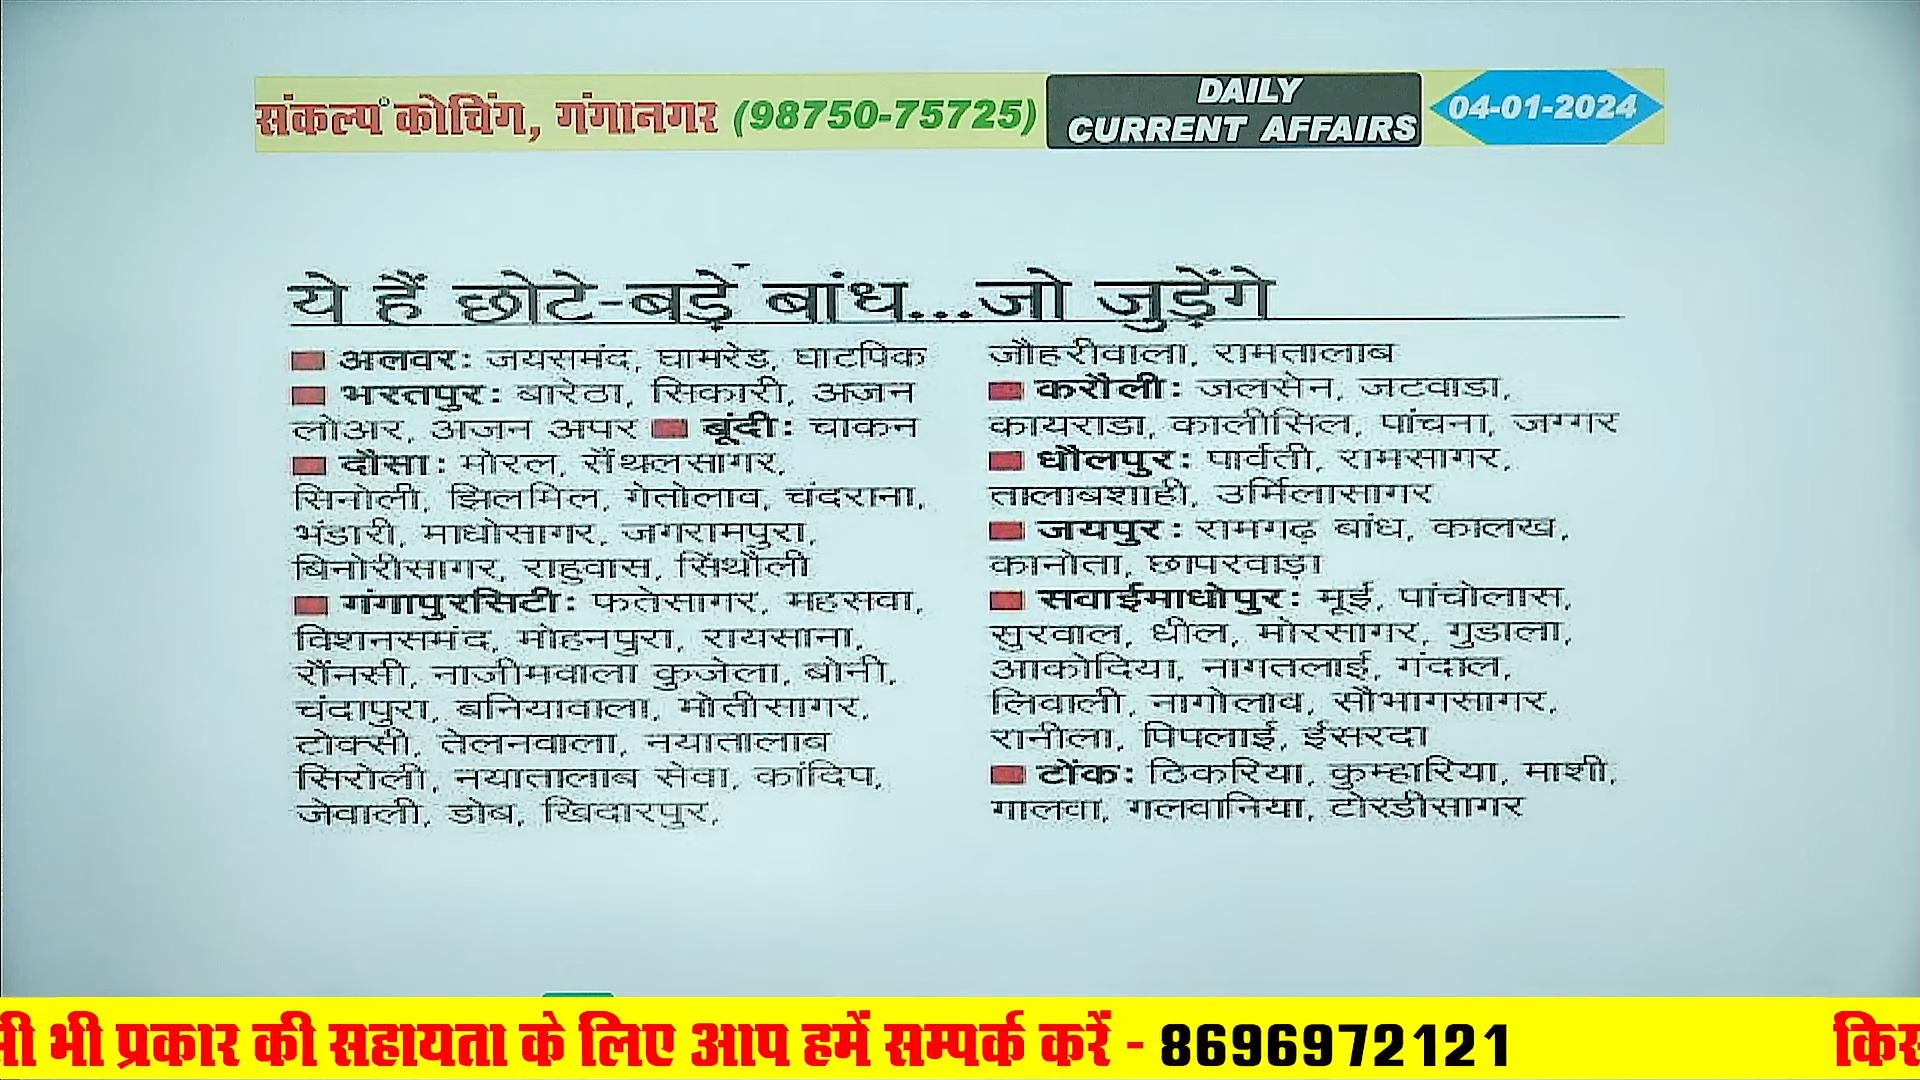 संकल्प कोचिंग, गंगानगर (98750-75725)
DAILY
CURRENT AFFAIRS
04-01-2024
ये हैं छोटे-बड़े बांध...जो जुड़ेंगे
अलवर: जयसमंद, घामरेड, घाटपिक
भरतपुर: बारेठा, सिकारी, अजन
लोअर, अजन अपर बूंदी: चाकन
दौसा: मोरल, सैंथलसागर,
सिनोली, झिलमिल, गेतोलाव, चंदराना,
भंडारी, माधोसागर, जगरामपुरा,
बिनोरीसागर, राहुवास, सिंथौली
गंगापुरसिटी: फतेसागर, महसवा,
विशनसमंद, मोहनपुरा, रायसाना,
रौंनसी, नाजीमवाला कुजेला, बोनी,
चंदापुरा, बनियावाला, मोतीसागर,
टोक्सी, तेलनवाला, नयातालाब
सिरोली, नयातालाब सेवा, कांदिप,
जेवाली, डोब, खिदारपुर,
जौहरीवाला, रामतालाब
करौली: जलसेन, जटवाडा,
कायराडा, कालीसिल, पांचना, जग्गर
धौलपुर: पार्वती, रामसागर,
तालाबशाही, उर्मिलासागर
जयपुर: रामगढ़ बांध, कालख,
कानोता, छापरवाड़ा
सवाईमाधोपुर: मूई, पांचोलास,
सुरवाल, धील, मोरसागर, गुडाला,
आकोदिया, नागतलाई, गंदाल,
लिवाली, नागोलाव, सौभागसागर,
रानीला, पिपलाई, ईसरदा
टोंक: ठिकरिया, कुम्हारिया, माशी,
गालवा, गलवानिया, टोरडीसागर
भी प्रकार की सहायता के लिए आप हमें सम्पर्क करें - 8696972121